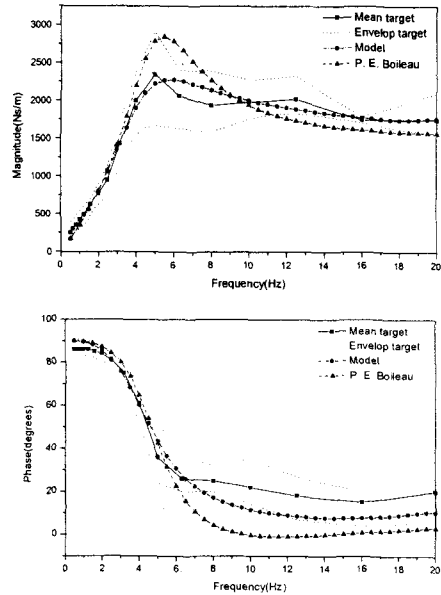 3000
2500
2000
1500
1000
500
0
Magnitude(Ns/m)
0 2 4 6 8 10 12 14 16 18 20
Frequency(Hz)
Mean target
Envelop target
Model
P. E. Boileau
100
80
60
40
20
0
Phase(degrees)
0 2 4 6 8 10 12 14 16 18 20
Frequency(Hz)
Mean target
Envelop target
Model
P E Boileau